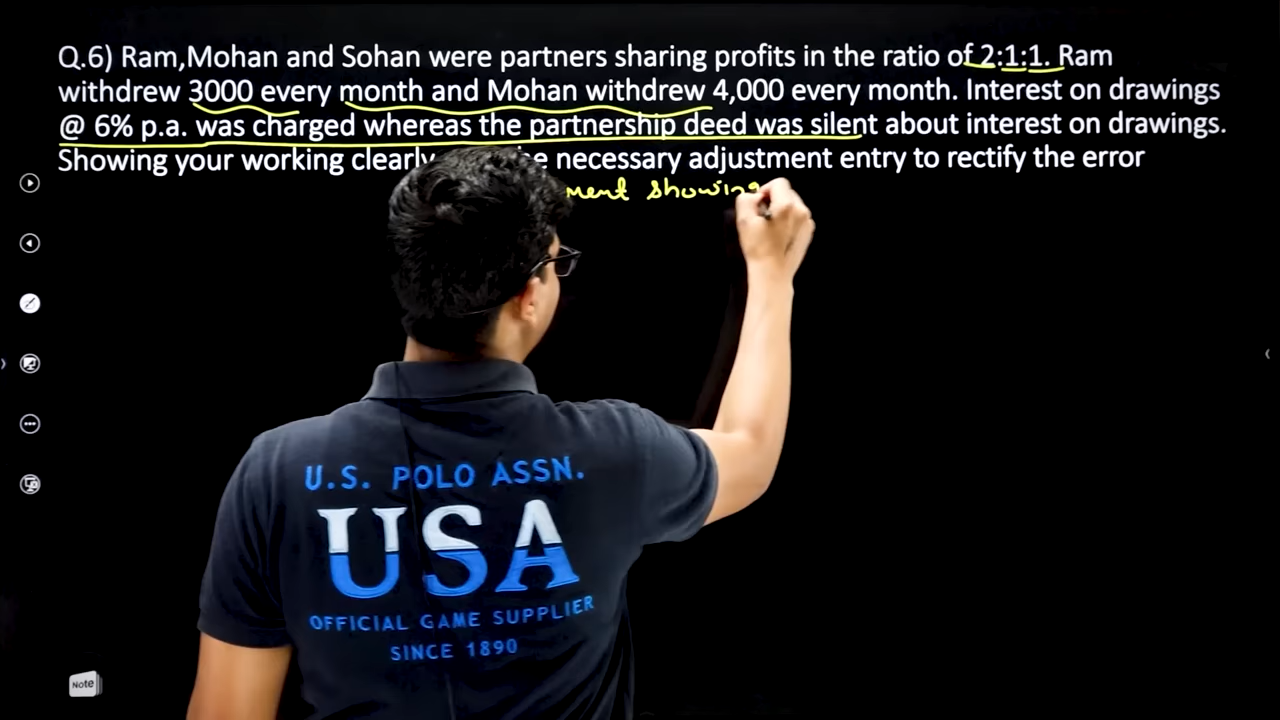 Q.6) Ram,Mohan and Sohan were partners sharing profits in the ratio of 2:1:1. Ram
withdrew 3000 every month and Mohan withdrew 4,000 every month. Interest on drawings
@ 6% p.a. was charged whereas the partnership deed was silent about interest on drawings.
Showing your working clearly necessary adjustment entry to rectify the error
showing
U.S. POLO ASSN.
USA
OFFICIAL GAME SUPPLIER
SINCE 1890
Note